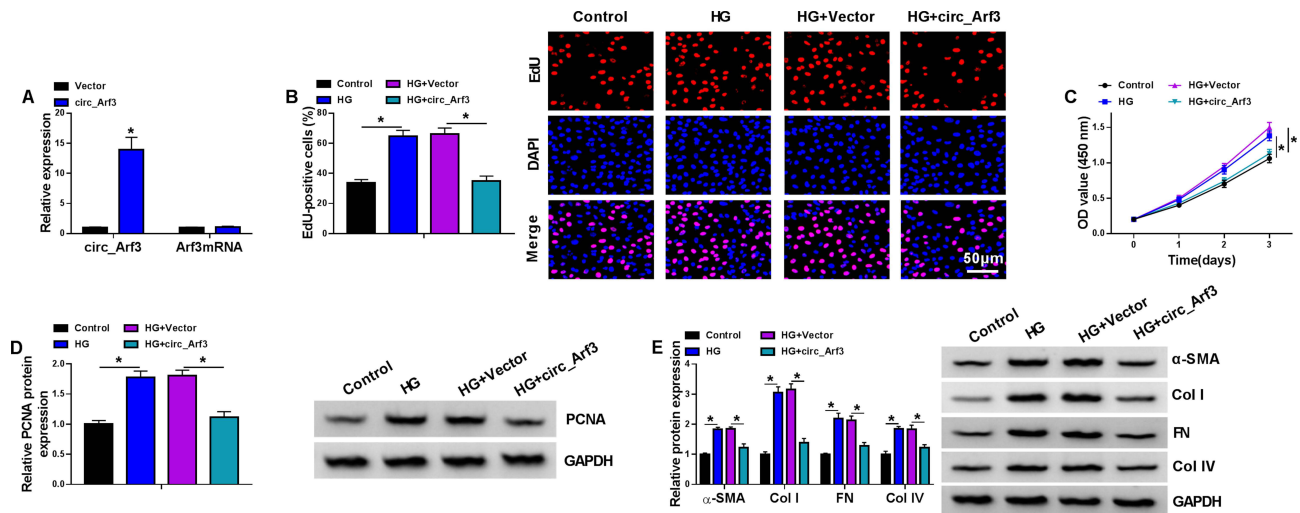 A
Vector
circ_Arf3
Relative expression
20
15
10
5
0
*
circ_Arf3
Arf3mRNA
B
Control
HG
HG+Vector
HG+circ_Arf3
EdU-positive cells (%)
80
60
40
20
0
*
*
Control
HG
HG+Vector
HG+circ_Arf3
EdU
DAPI
Merge
50μm
C
Control
HG
HG+Vector
HG+circ_Arf3
OD value (450 nm)
1.5
1.0
0.5
0.0
*
*
0
1
2
3
Time(days)
D
Control
HG
HG+Vector
HG+circ_Arf3
Relative PCNA protein
expression
2.0
1.5
1.0
0.5
0.0
*
*
Control
HG
HG+Vector
HG+circ_Arf3
PCNA
GAPDH
E
Control
HG
HG+Vector
HG+circ_Arf3
Relative protein expression
4
3
2
1
0
*
*
*
*
*
*
*
*
α-SMA
Col I
FN
Col IV
Control
HG
HG+Vector
HG+circ_Arf3
α-SMA
Col I
FN
Col IV
GAPDH